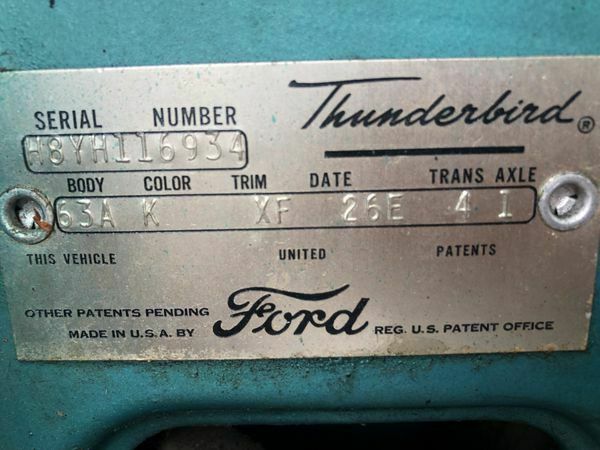 Thunderbird®
SERIAL NUMBER
H8YH116934
BODY COLOR TRIM DATE TRANS AXLE
63A K XF 26E 4 1
THIS VEHICLE UNITED PATENTS
OTHER PATENTS PENDING
MADE IN U.S.A. BY Ford REG. U.S. PATENT OFFICE